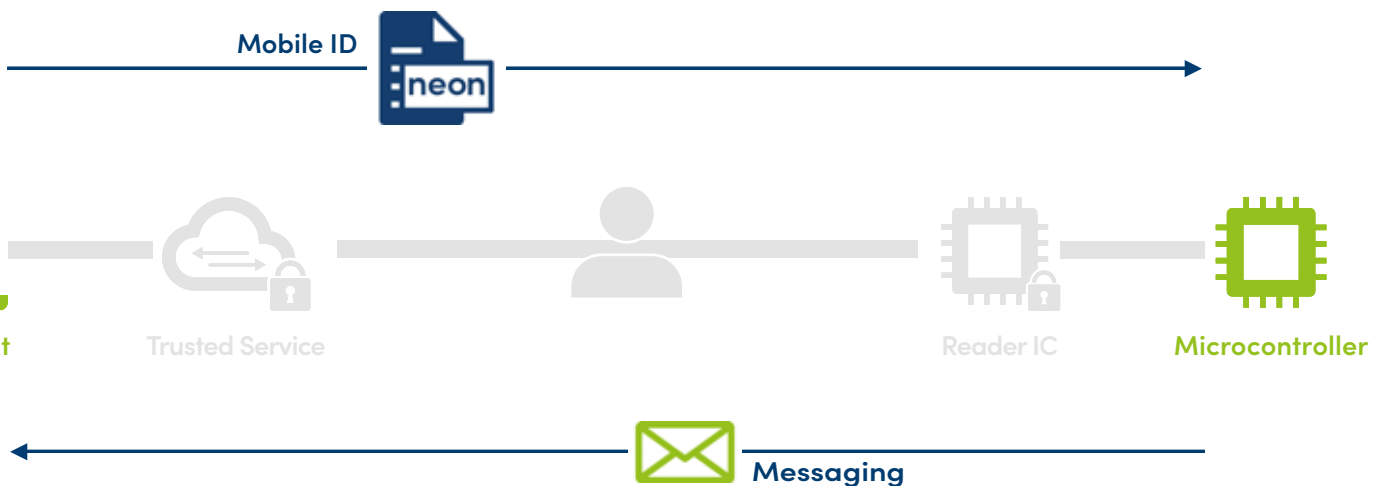 Mobile ID
neon
t
Trusted Service
Reader IC
Microcontroller
Messaging